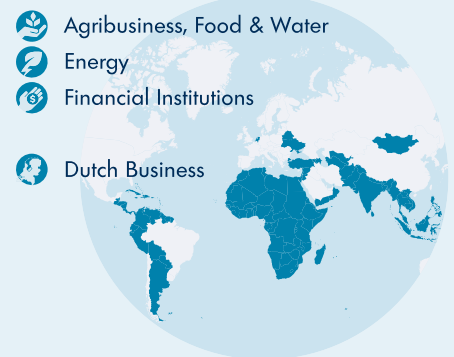 Agribusiness, Food & Water
Energy
$
Financial Institutions
Dutch Business